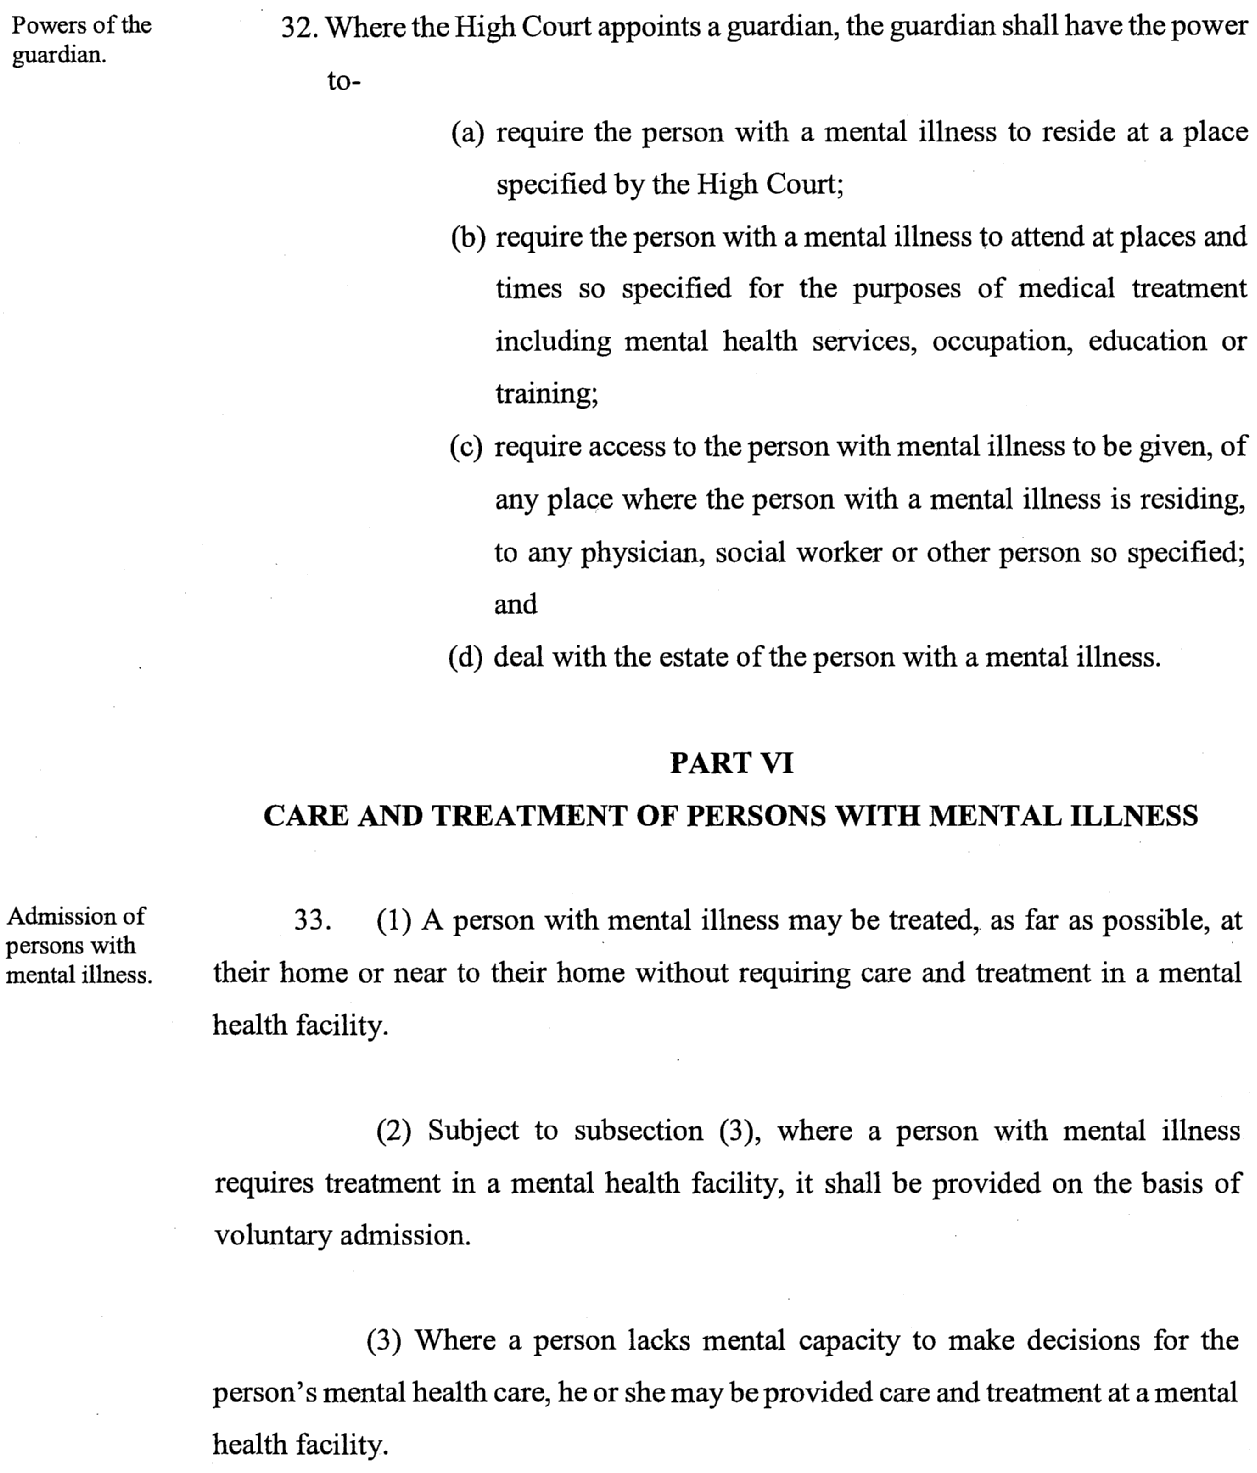 Powers of the
guardian.
32. Where the High Court appoints a guardian, the guardian shall have the power
to-
(a) require the person with a mental illness to reside at a place
specified by the High Court;
(b) require the person with a mental illness to attend at places and
times so specified for the purposes of medical treatment
including mental health services, occupation, education or
training;
(c) require access to the person with mental illness to be given, of
any place where the person with a mental illness is residing,
to any physician, social worker or other person so specified;
and
(d) deal with the estate of the person with a mental illness.
PART VI
CARE AND TREATMENT OF PERSONS WITH MENTAL ILLNESS
Admission of
persons with
mental illness.
33. (1) A person with mental illness may be treated, as far as possible, at
their home or near to their home without requiring care and treatment in a mental
health facility.
(2) Subject to subsection (3), where a person with mental illness
requires treatment in a mental health facility, it shall be provided on the basis of
voluntary admission.
(3) Where a person lacks mental capacity to make decisions for the
person's mental health care, he or she may be provided care and treatment at a mental
health facility.